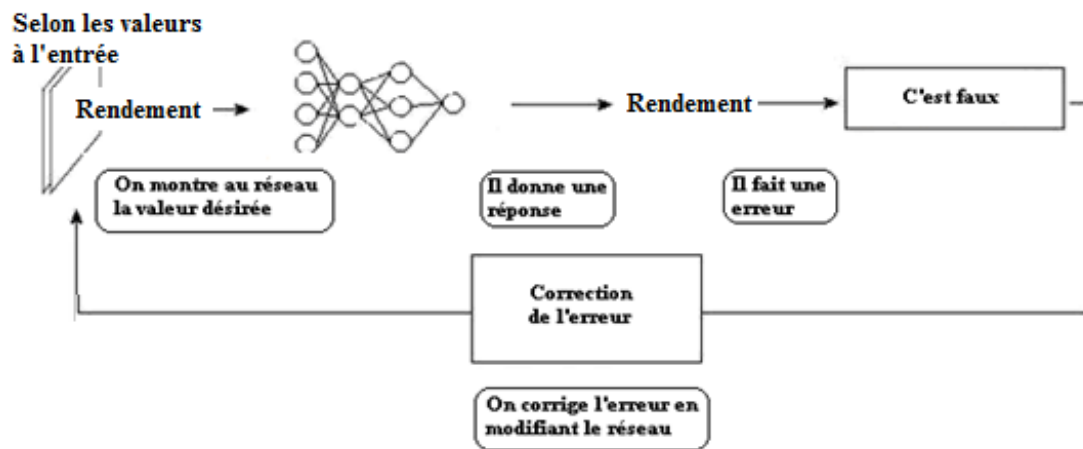 Selon les valeurs
à l'entrée
Rendement
Rendement
C'est faux
On montre au réseau
la valeur désirée
Il donne une
réponse
Il fait une
erreur
Correction
de l'erreur
On corrige l'erreur en
modifiant le réseau